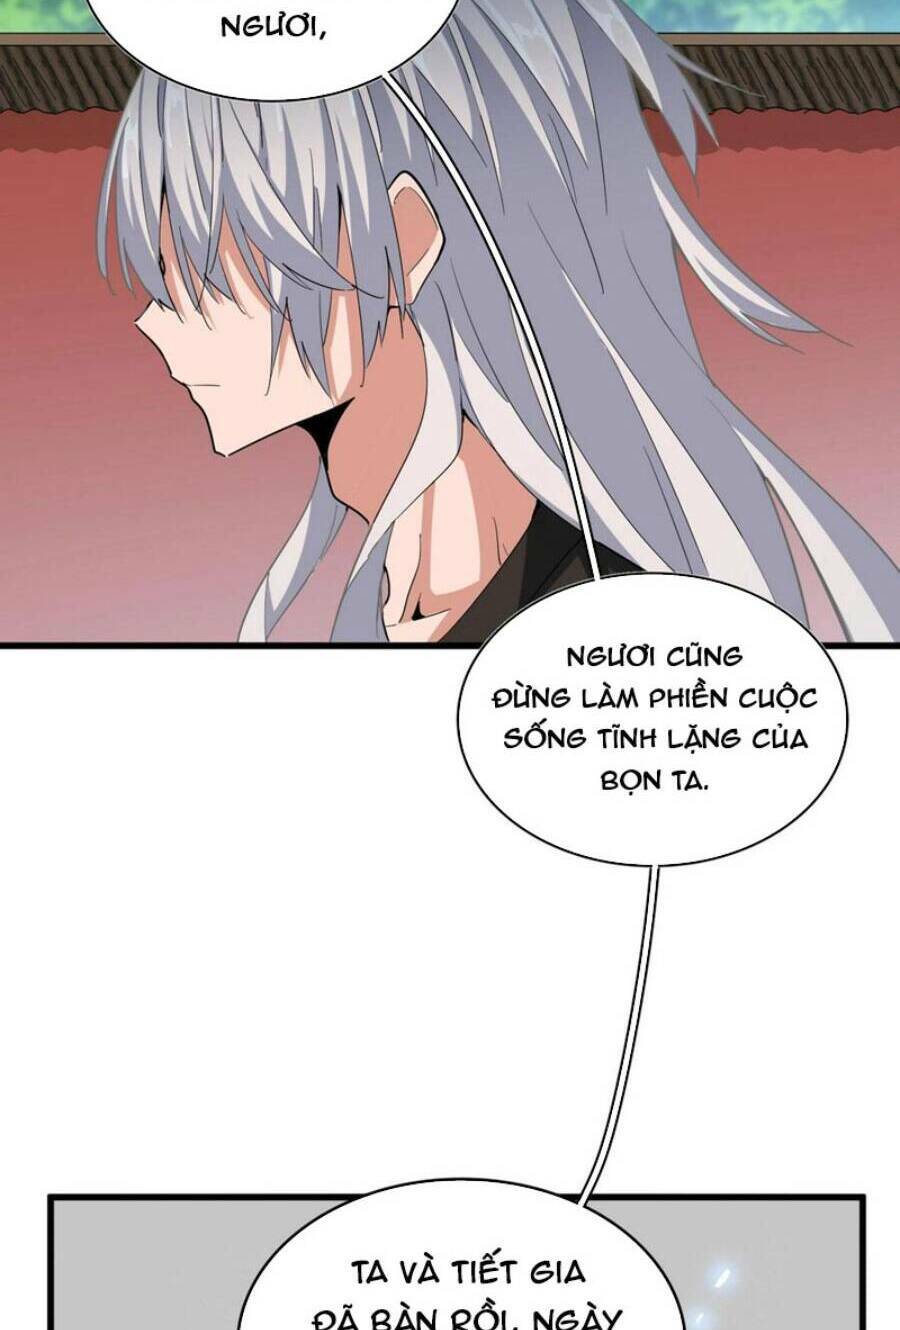 NGƯƠI,
NGƯƠI CŨNG
ĐỪNG LÀM PHIỀN CUỘC
SỐNG TĨNH LẶNG CỦA
BỌN TA.
TA VÀ TIẾT GIA
ĐÃ BÀN RỒI, NGÀY